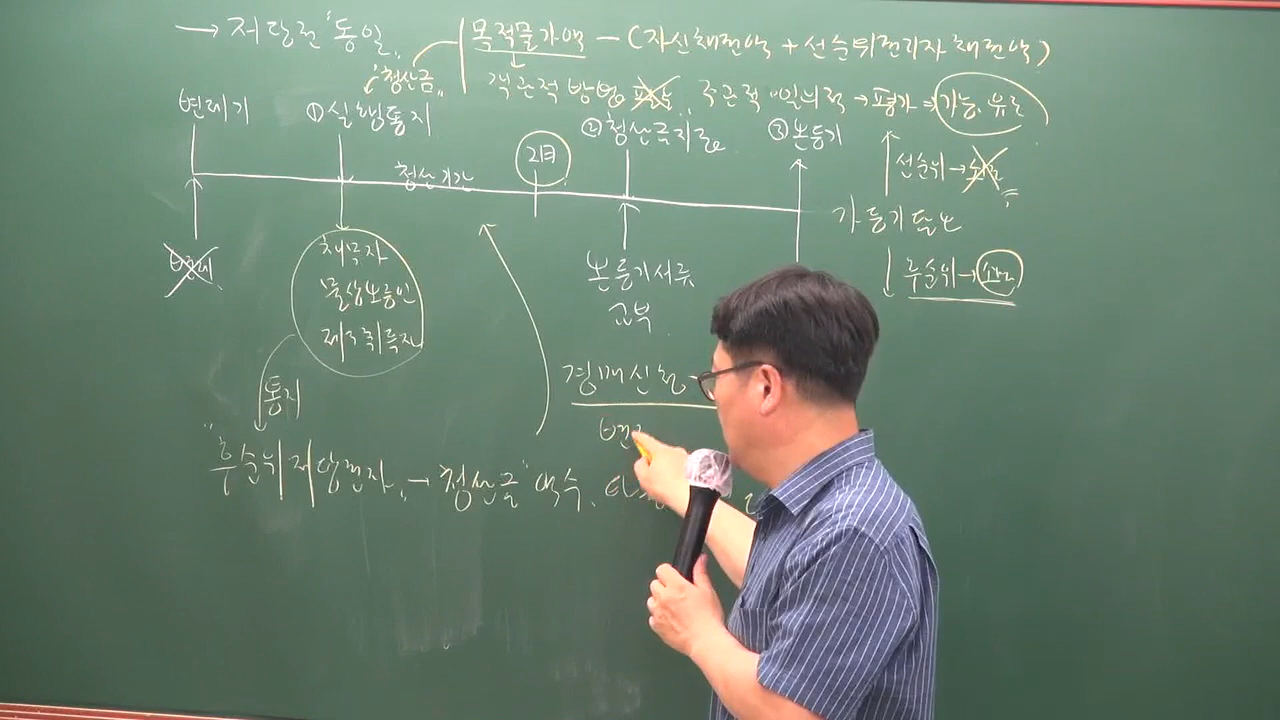 → 저당권 "동일"
목적물가액 - (자신채권액 + 선순위권리자 채권액)
"청산금"
객관적 방법
주관적 임의적 → 평가 ⇒ 가능. 유효
변제기
① 실행통지
② 청산금지급
③ 본등기
2月
청산기간
선순위 →
가등기담보
후순위 →
채무자
물상보증인
제3취득자
본등기서류
교부
통지
경매신청
변제
"후순위저당권자" → 청산금"액수